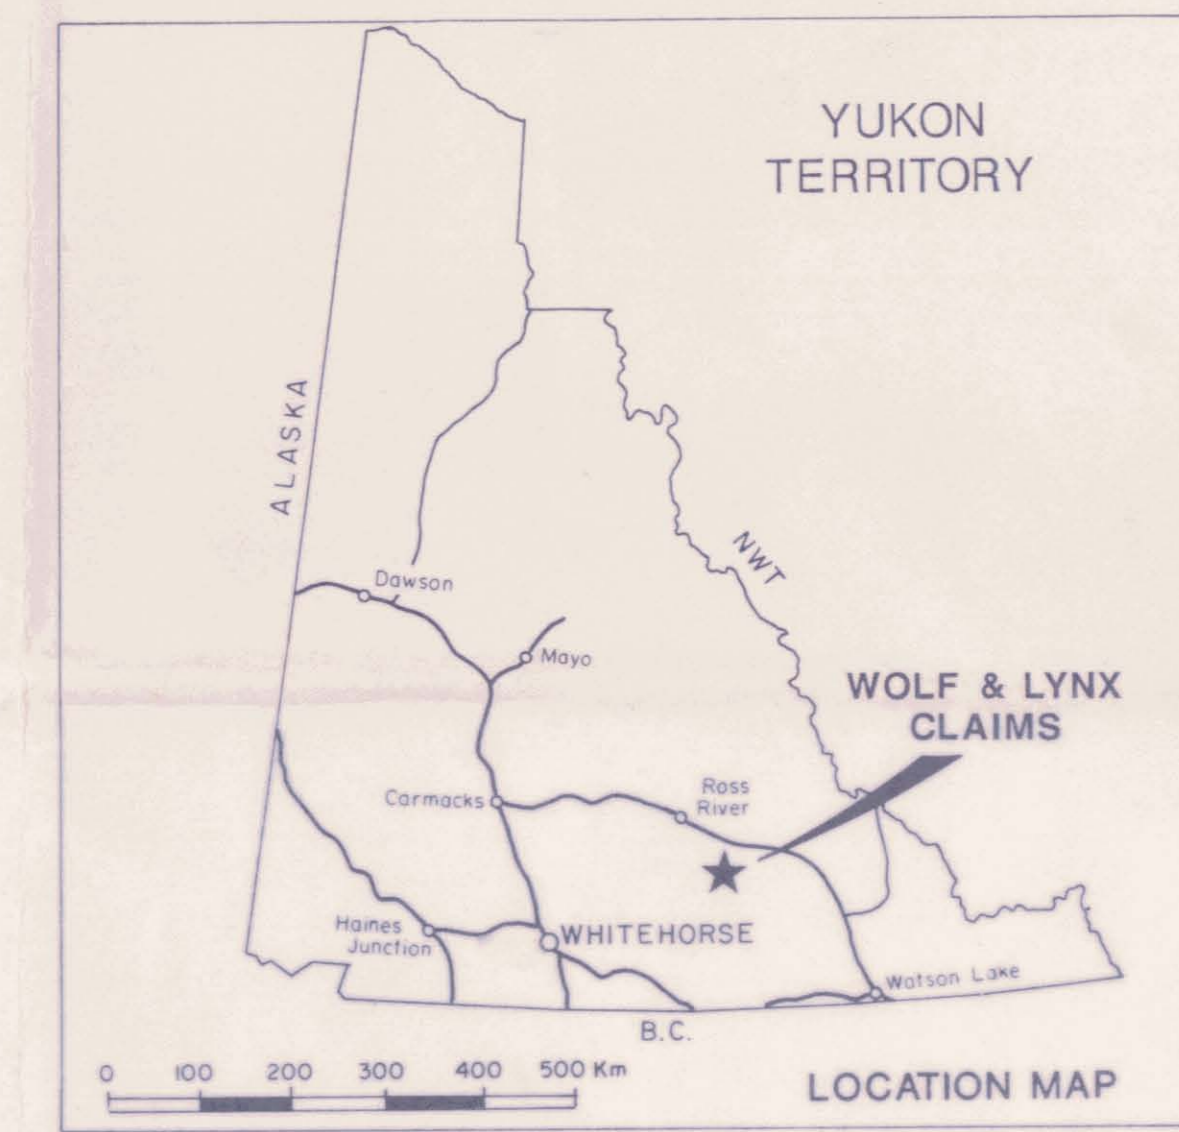 YUKON
TERRITORY
ALASKA
NWT
Dawson
Mayo
WOLF & LYNX
CLAIMS
Ross
River
Carmacks
Haines
Junction
WHITEHORSE
Watson Lake
B.C.
0 100 200 300 400 500 Km
LOCATION MAP